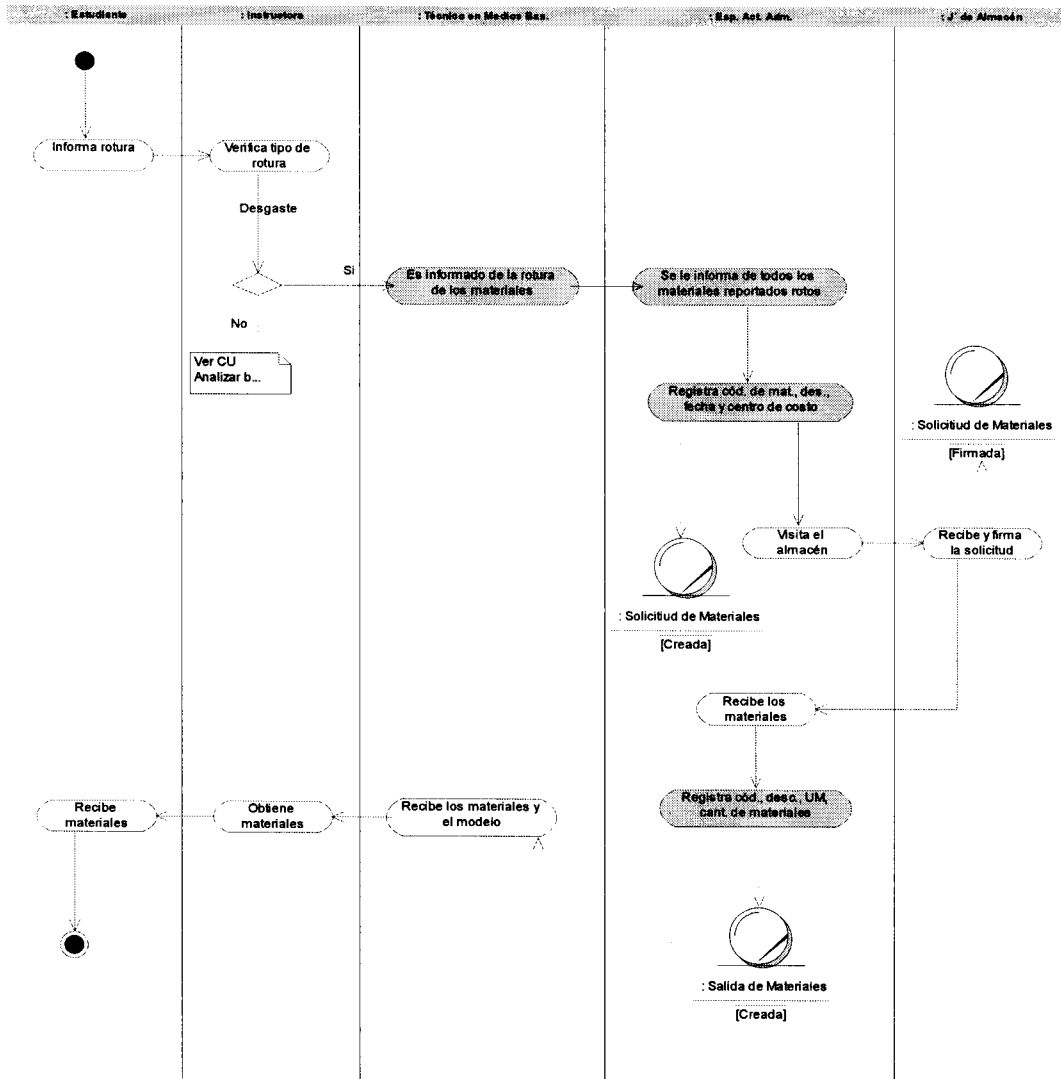 : Estudiante
: Instructora
: Técnico en Medios Bas.
: Esp. Act. Adm.
: J' de Almacén
Informa rotura
Verifica tipo de
rotura
Desgaste
Si
Es informado de la rotura
de los materiales
Se le informa de todos los
materiales reportados rotos
No
Ver CU
Analizar b...
Registra cód. de mat., des.,
fecha y centro de costo
: Solicitiud de Materiales
[Firmada]
Visita el
almacén
Recibe y firma
la solicitud
: Solicitiud de Materiales
[Creada]
Recibe los
materiales
Recibe
materiales
Obtiene
materiales
Recibe los materiales y
el modelo
Registra cód., desc., UM,
cant. de materiales
: Salida de Materiales
[Creada]